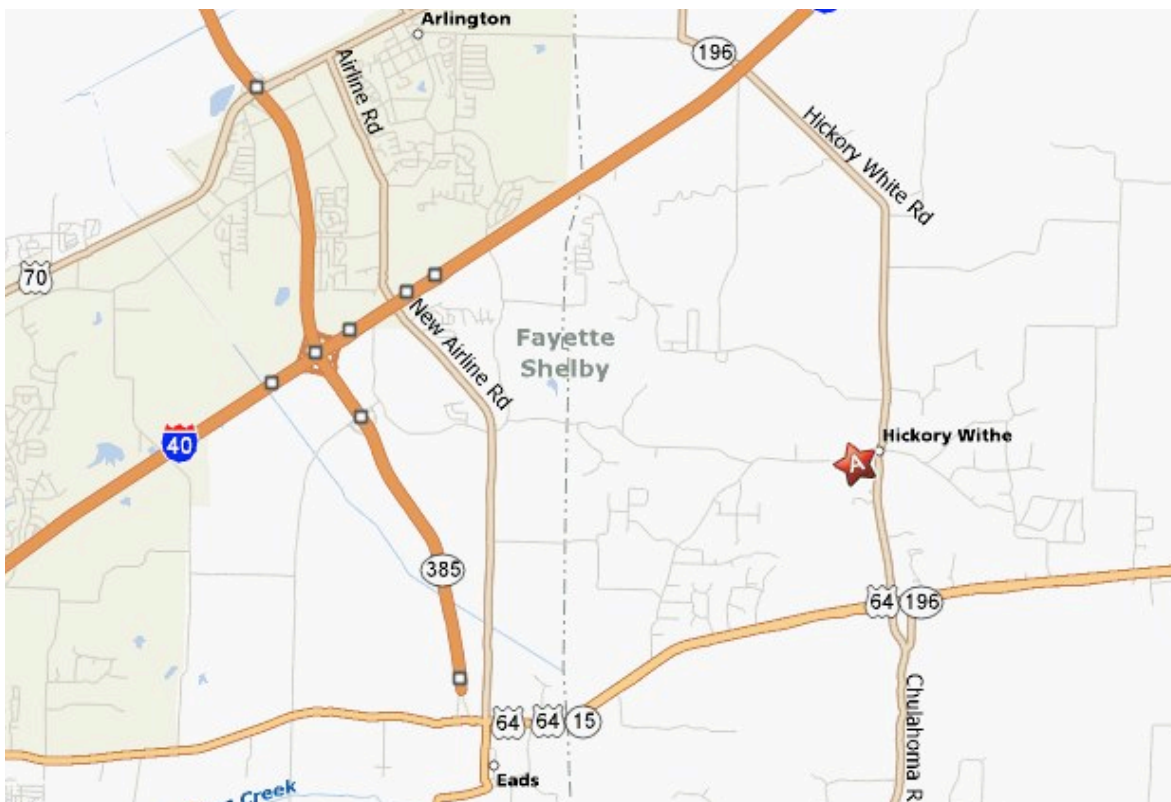 Arlington
196
Airline Rd
Hickory White Rd
70
New Airline Rd
Fayette
Shelby
Hickory Withe
A
40
385
64
196
64
64
15
Chulahoma R
Eads
Creek